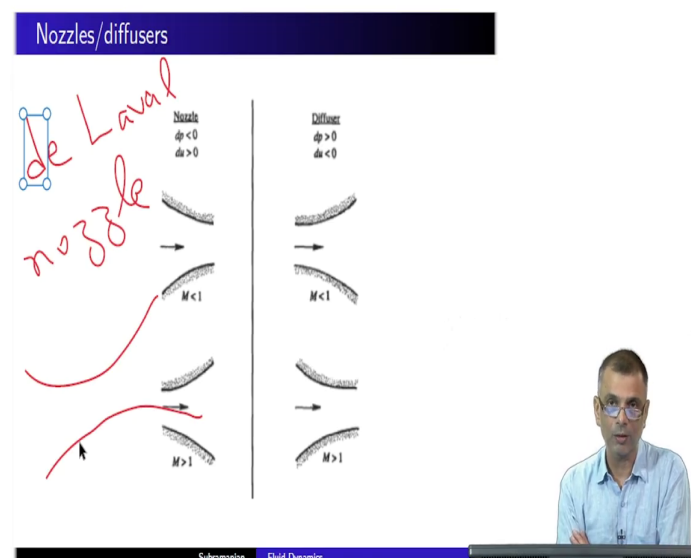 Nozzles/diffusers
de Laval
nozzle
Nozzle
dp < 0
du > 0
Diffuser
dp > 0
du < 0
M < 1
M < 1
M > 1
M > 1
Subramanian
Fluid Dynamics